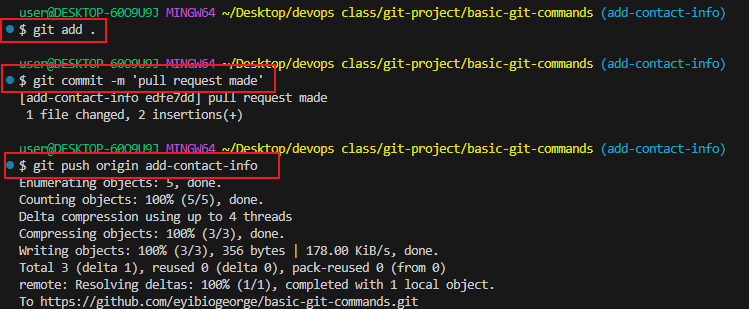 user@DESKTOP-6OO9U9J MINGW64 ~/Desktop/devops class/git-project/basic-git-commands (add-contact-info)
$ git add .
user@DESKTOP-6OO9U9J MINGW64 ~/Desktop/devops class/git-project/basic-git-commands (add-contact-info)
$ git commit -m 'pull request made'
[add-contact-info edfe7dd] pull request made
1 file changed, 2 insertions(+)
user@DESKTOP-6OO9U9J MINGW64 ~/Desktop/devops class/git-project/basic-git-commands (add-contact-info)
$ git push origin add-contact-info
Enumerating objects: 5, done.
Counting objects: 100% (5/5), done.
Delta compression using up to 4 threads
Compressing objects: 100% (3/3), done.
Writing objects: 100% (3/3), 356 bytes | 178.00 KiB/s, done.
Total 3 (delta 1), reused 0 (delta 0), pack-reused 0 (from 0)
remote: Resolving deltas: 100% (1/1), completed with 1 local object.
To https://github.com/eyibiogeorge/basic-git-commands.git